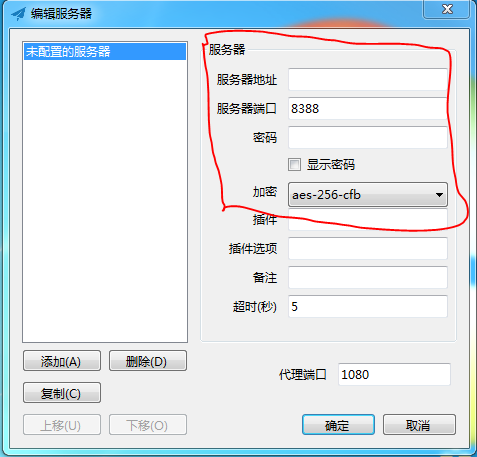 编辑服务器
未配置的服务器
服务器
服务器地址
服务器端口 8388
密码
显示密码
加密 aes-256-cfb
插件
插件选项
备注
超时(秒) 5
添加(A) 删除(D)
代理端口 1080
复制(C)
上移(U) 下移(O)
确定 取消